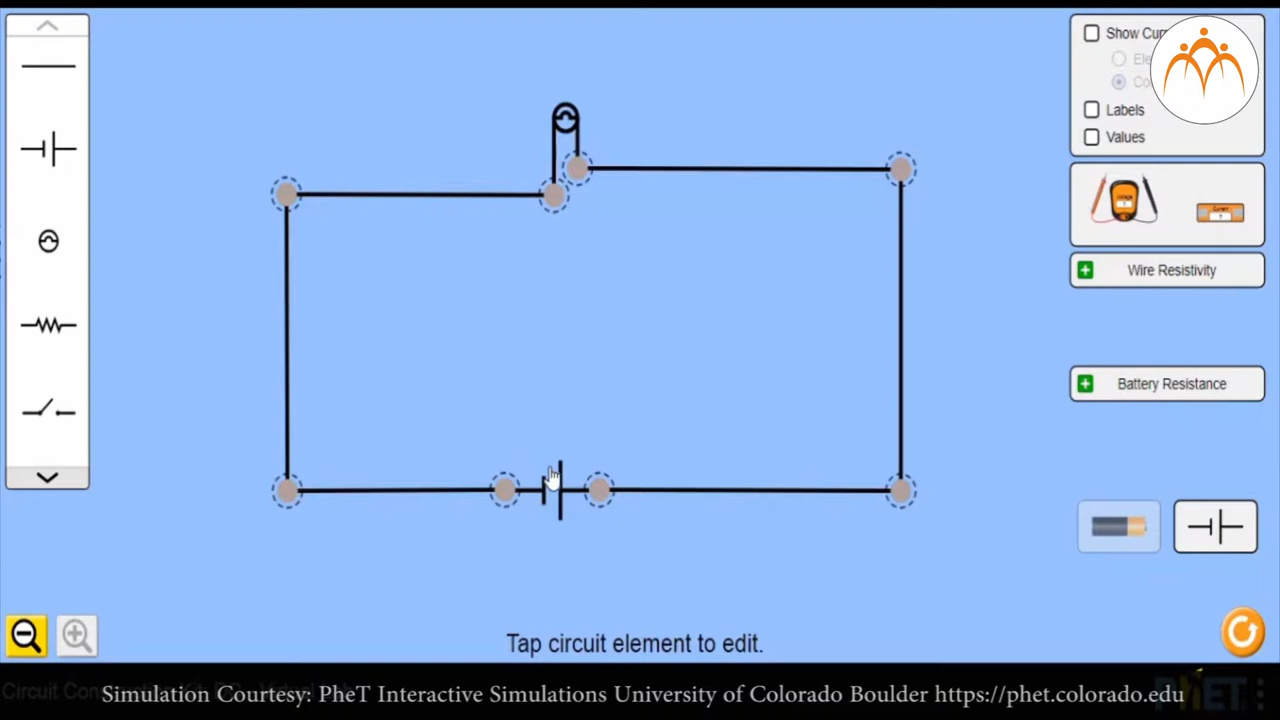 Show Cur
Labels
Values
Wire Resistivity
Battery Resistance
Tap circuit element to edit.
Simulation Courtesy: PheT Interactive Simulations University of Colorado Boulder https://phet.colorado.edu